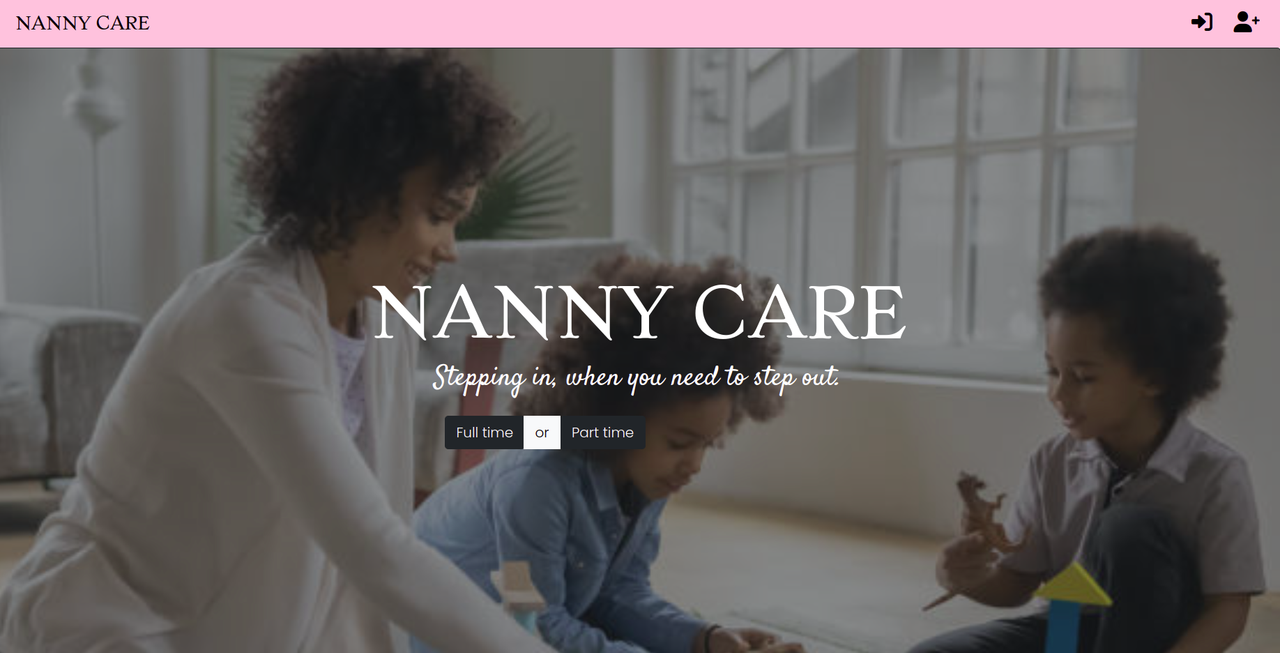 NANNY CARE
NANNY CARE
Stepping in, when you need to step out.
Full time or Part time